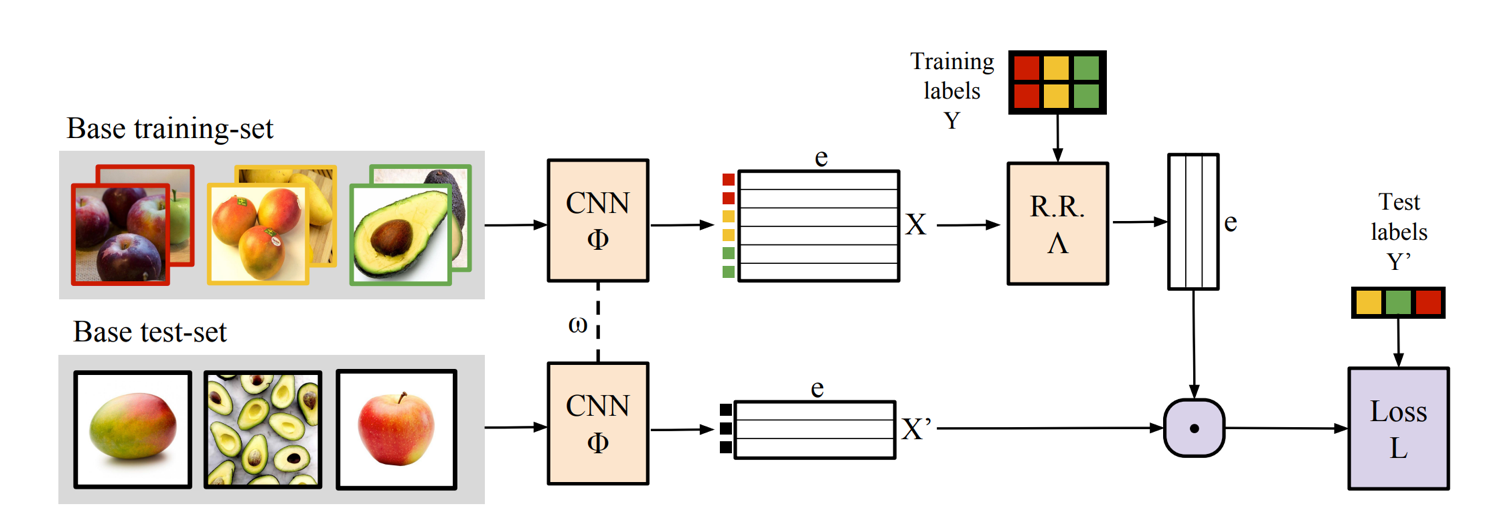 Training
labels
Y
Base training-set
e
CNN
Φ
X
R.R.
Λ
e
Test
labels
Y’
Base test-set
ω
e
CNN
Φ
X’
Loss
L